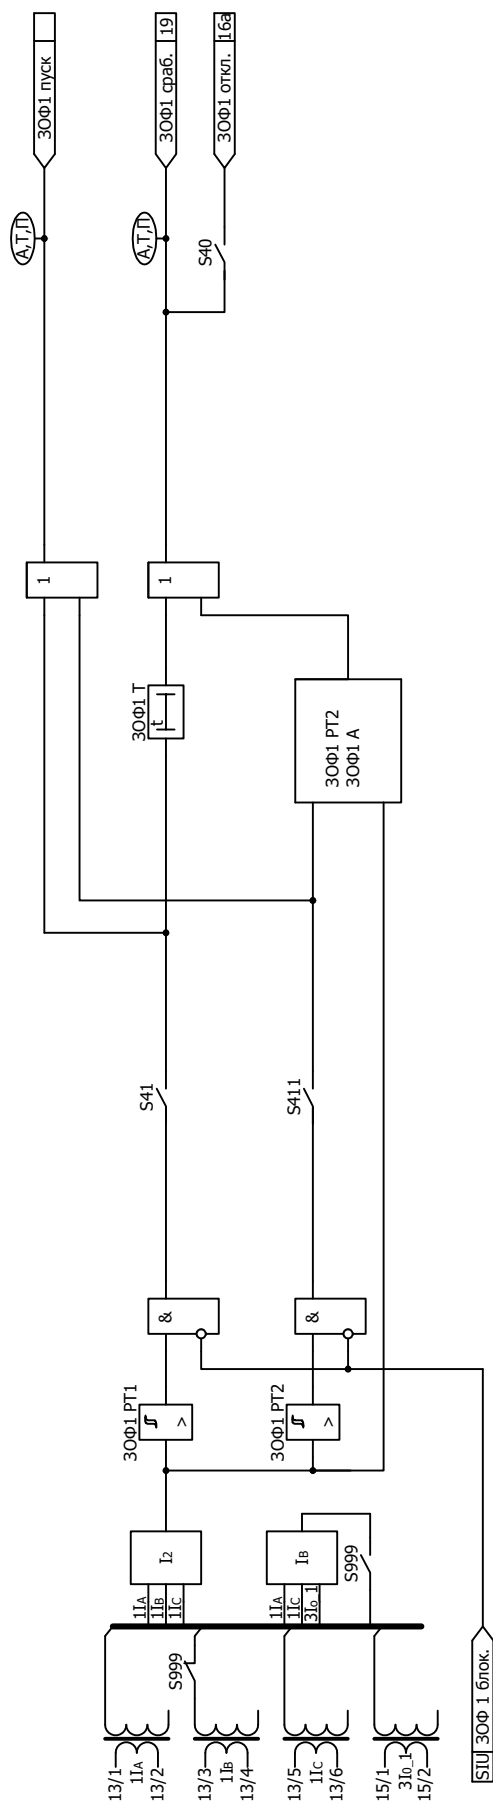 ЗОФ1 пуск
ЗОФ1 сраб. 19
ЗОФ1 откл. 16а
А,Т,П
А,Т,П
S40
1
1
ЗОФ1 Т
t
ЗОФ1 РТ2
ЗОФ1 А
S41
S411
&
&
ЗОФ1 РТ1
>
ЗОФ1 РТ2
>
I2
IB
1IA
1IB
1IC
1IA
1IC
3I0_1
S999
S999
13/1
1IA
13/2
13/3
1IB
13/4
13/5
1IC
13/6
15/1
3I0_1
15/2
SIU ЗОФ 1 блок.